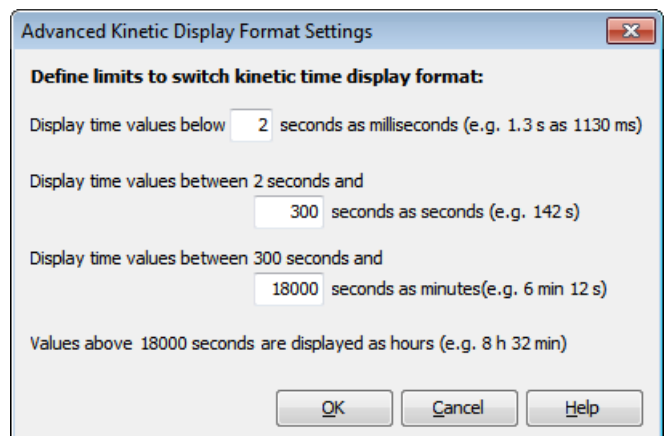 Advanced Kinetic Display Format Settings
Define limits to switch kinetic time display format:
Display time values below 2 seconds as milliseconds (e.g. 1.3 s as 1130 ms)
Display time values between 2 seconds and
300 seconds as seconds (e.g. 142 s)
Display time values between 300 seconds and
18000 seconds as minutes(e.g. 6 min 12 s)
Values above 18000 seconds are displayed as hours (e.g. 8 h 32 min)
OK Cancel Help